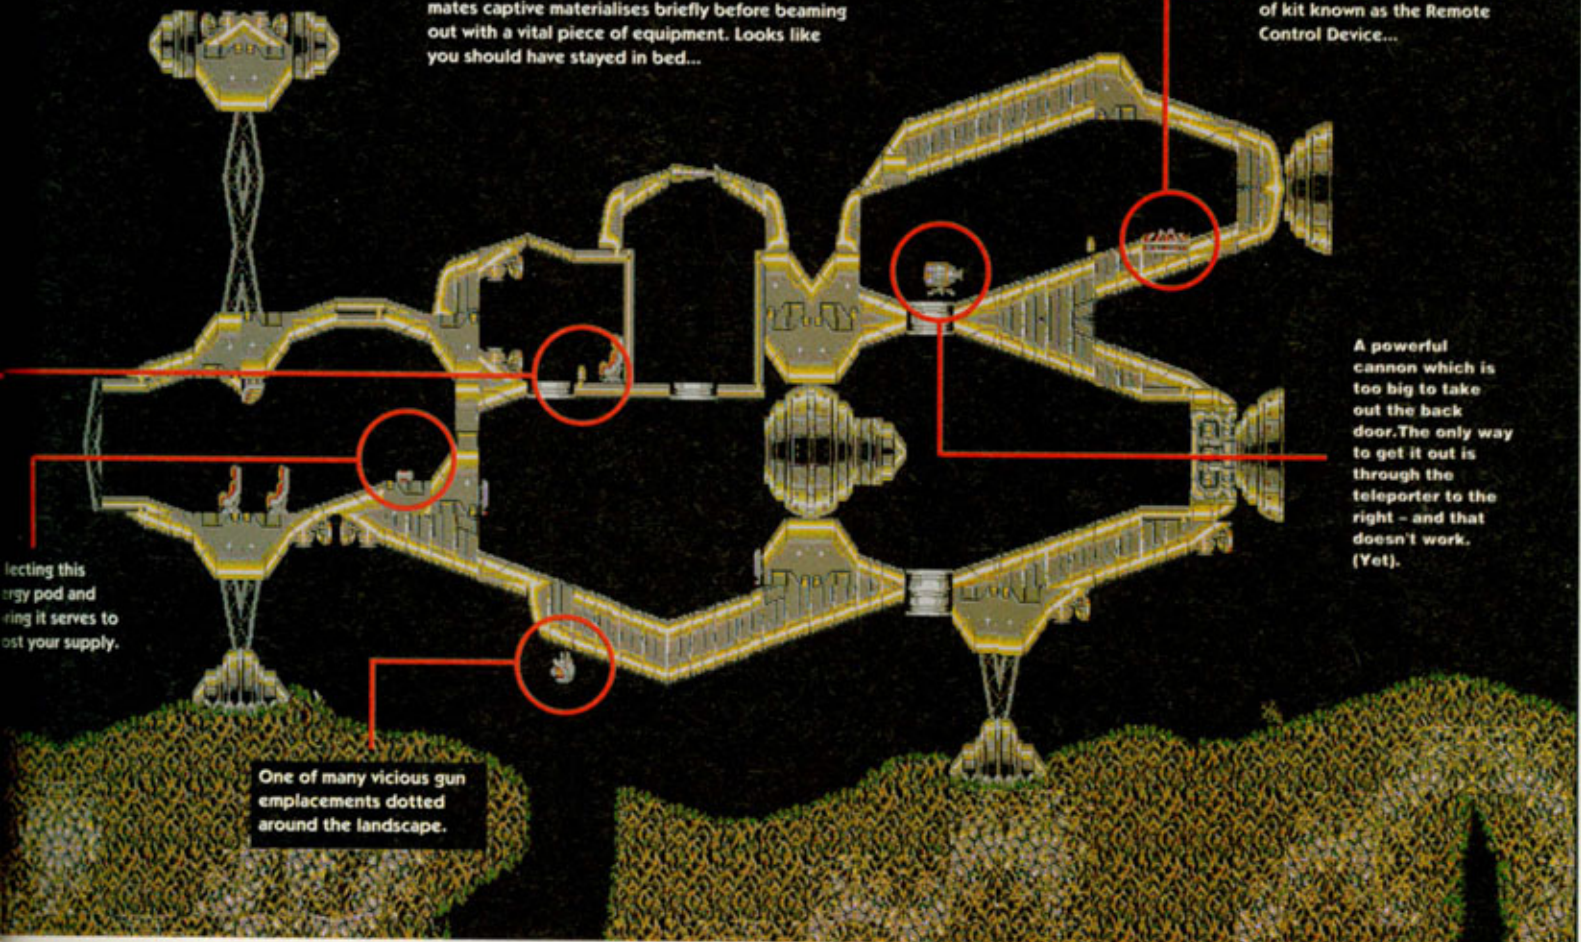 mates captive materialises briefly before beaming
out with a vital piece of equipment. Looks like
you should have stayed in bed...
of kit known as the Remote
Control Device...
A powerful
cannon which is
too big to take
out the back
door.The only way
to get it out is
through the
teleporter to the
right – and that
doesn't work.
(Yet).
lecting this
rgy pod and
ring it serves to
ost your supply.
One of many vicious gun
emplacements dotted
around the landscape.